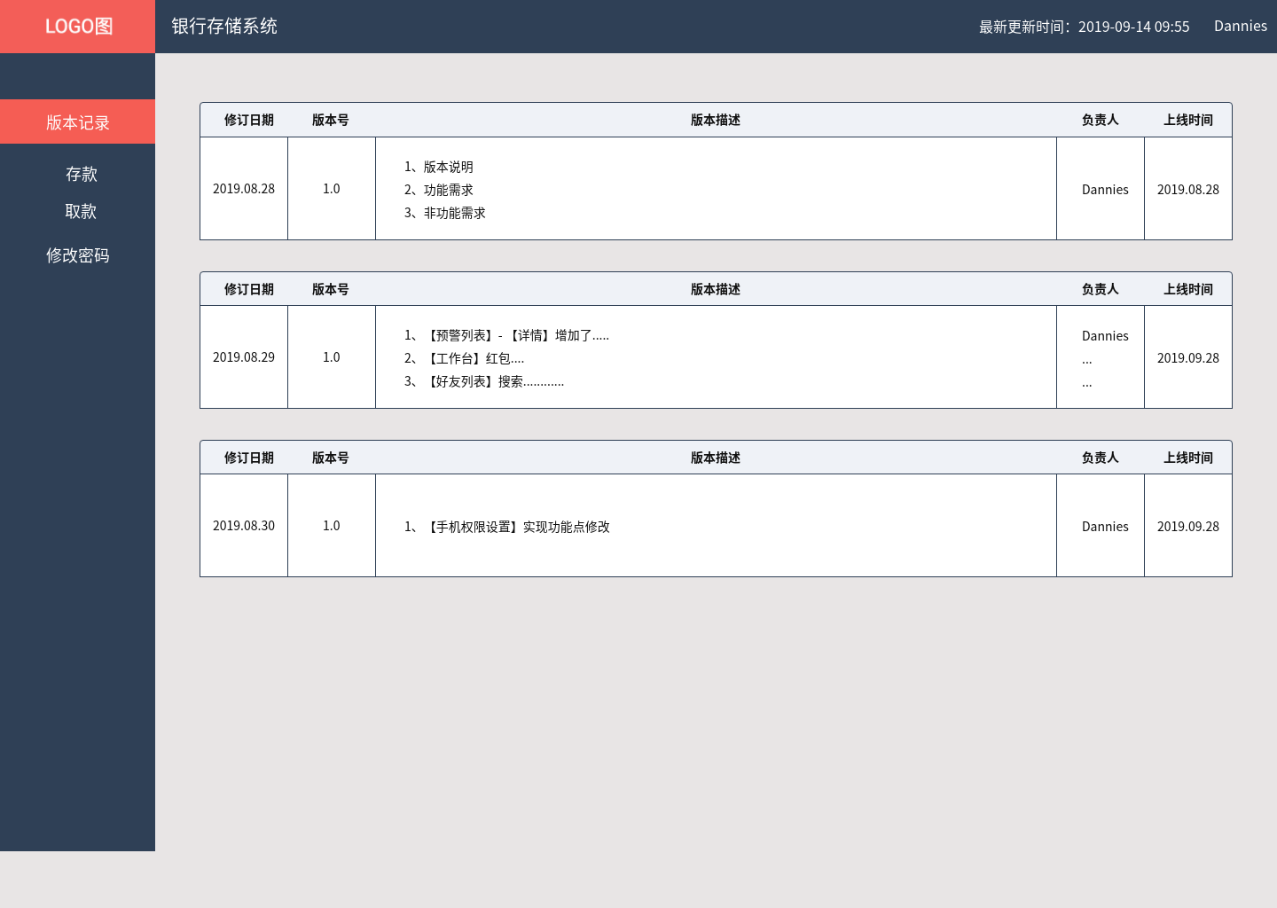 LOGO图
银行存储系统
最新更新时间：2019-09-14 09:55
Dannies
版本记录
存款
取款
修改密码
修订日期 版本号 版本描述 负责人 上线时间
2019.08.28 1.0
1、版本说明
2、功能需求
3、非功能需求
Dannies
2019.08.28
修订日期 版本号 版本描述 负责人 上线时间
2019.08.29 1.0
1、【预警列表】-【详情】增加了.....
2、【工作台】红包....
3、【好友列表】搜索............
Dannies
...
...
2019.09.28
修订日期 版本号 版本描述 负责人 上线时间
2019.08.30 1.0
1、【手机权限设置】实现功能点修改
Dannies
2019.09.28